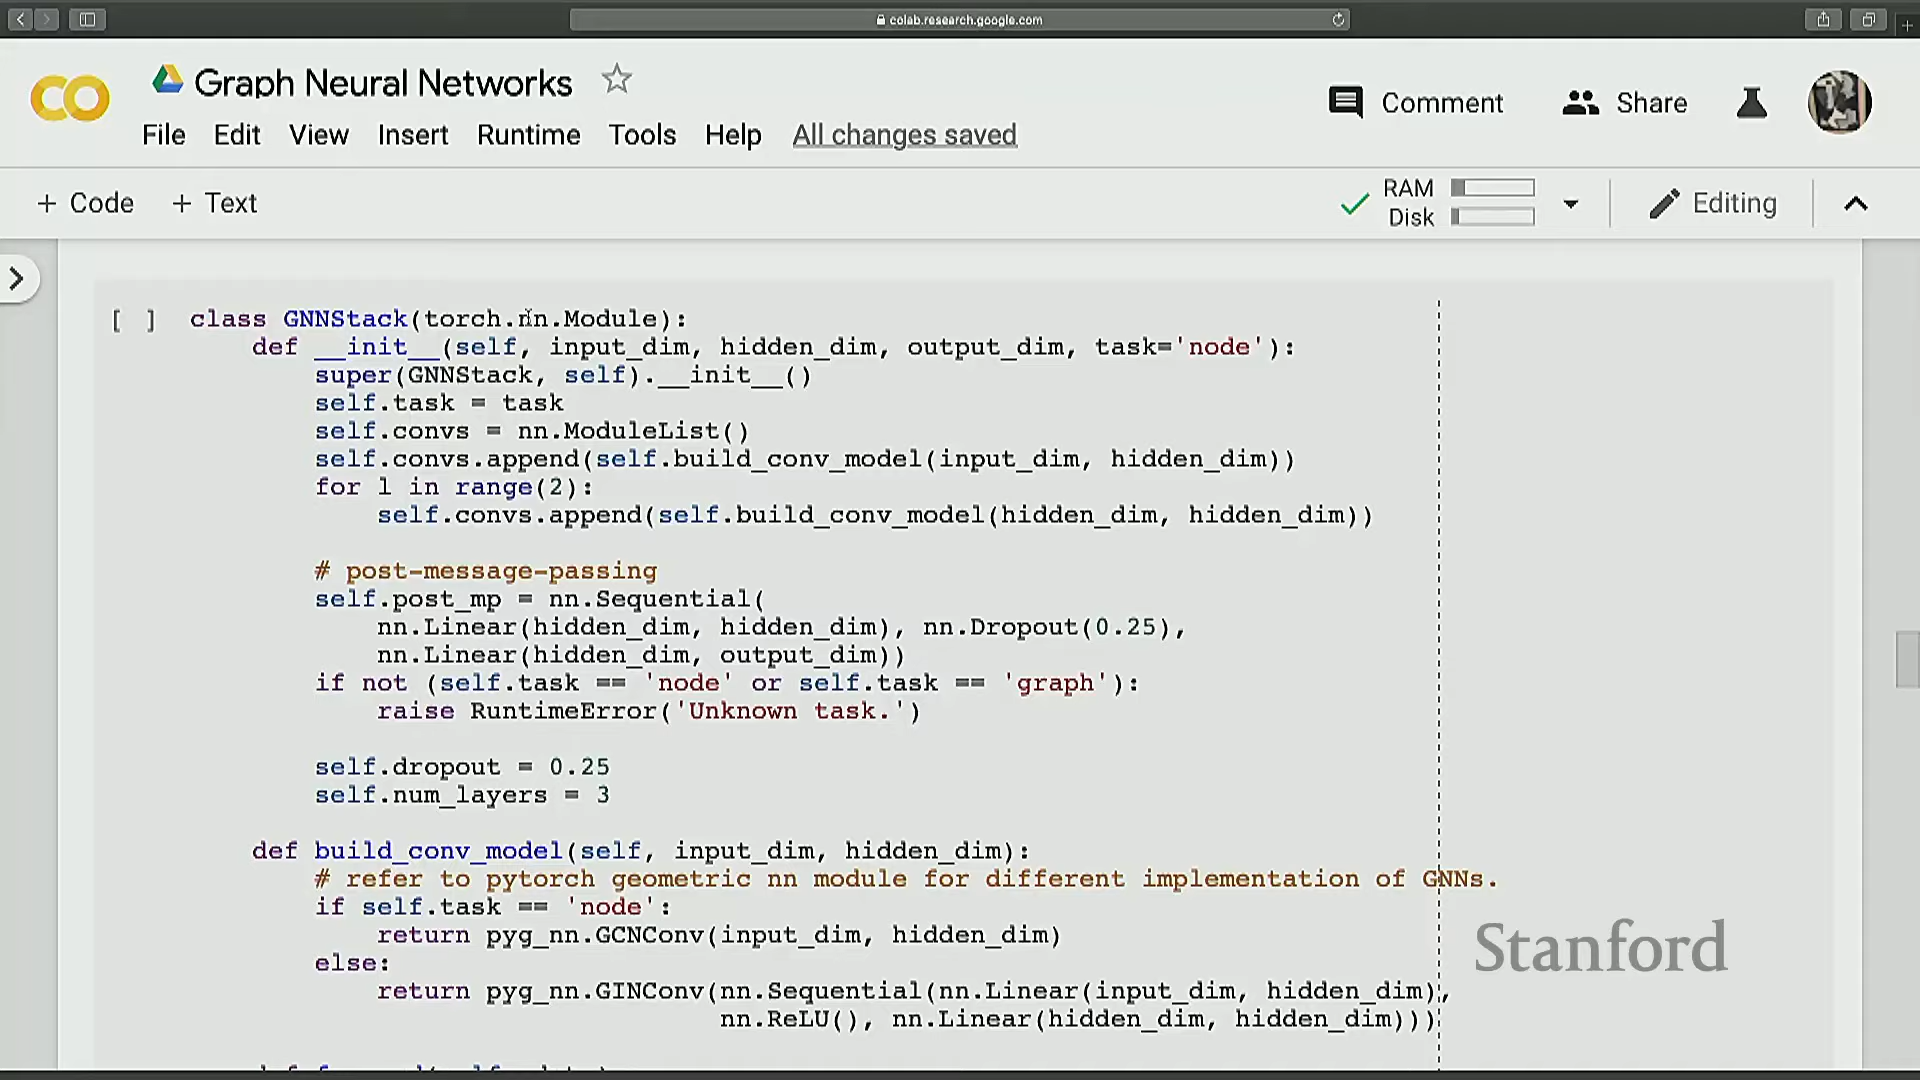 colab.research.google.com
CO Graph Neural Networks
Comment Share
File Edit View Insert Runtime Tools Help All changes saved
+ Code + Text RAM Disk Editing
[ ] class GNNStack(torch.nn.Module):
def __init__(self, input_dim, hidden_dim, output_dim, task='node'):
super(GNNStack, self).__init__()
self.task = task
self.convs = nn.ModuleList()
self.convs.append(self.build_conv_model(input_dim, hidden_dim))
for l in range(2):
self.convs.append(self.build_conv_model(hidden_dim, hidden_dim))
# post-message-passing
self.post_mp = nn.Sequential(
nn.Linear(hidden_dim, hidden_dim), nn.Dropout(0.25),
nn.Linear(hidden_dim, output_dim))
if not (self.task == 'node' or self.task == 'graph'):
raise RuntimeError('Unknown task.')
self.dropout = 0.25
self.num_layers = 3
def build_conv_model(self, input_dim, hidden_dim):
# refer to pytorch geometric nn module for different implementation of GNNs.
if self.task == 'node':
return pyg_nn.GCNConv(input_dim, hidden_dim)
else:
return pyg_nn.GINConv(nn.Sequential(nn.Linear(input_dim, hidden_dim),
nn.ReLU(), nn.Linear(hidden_dim, hidden_dim)))
Stanford